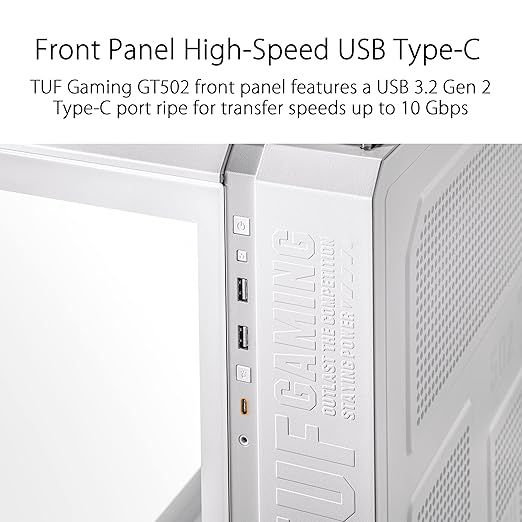 Front Panel High-Speed USB Type-C
TUF Gaming GT502 front panel features a USB 3.2 Gen 2
Type-C port ripe for transfer speeds up to 10 Gbps
TUF GAMING
OUTLAST THE COMPETITION
STAYING POWER